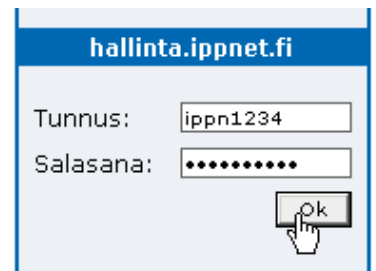 hallinta.ippnet.fi
Tunnus: ippn1234
Salasana: ••••••••••
Ok